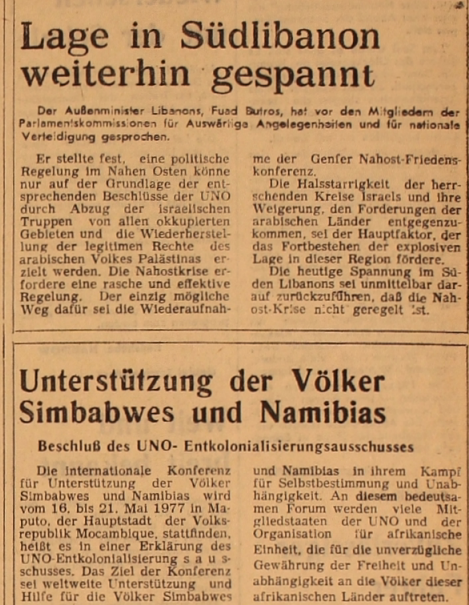 Lage in Südlibanon
weiterhin gespannt
Der Außenminister Libanons, Fuad Butros, hat vor den Mitgliedern der
Parlamentskommissionen für Auswärtige Angelegenheiten und für nationale
Verteidigung gesprochen.
Er stellte fest, eine politische
Regelung im Nahen Osten könne
nur auf der Grundlage der ent-
sprechenden Beschlüsse der UNO
durch Abzug der israelischen
Truppen von allen okkupierten
Gebieten und die Wiederherstel-
lung der legitimen Rechte des
arabischen Volkes Palästinas er-
zielt werden. Die Nahostkrise er-
fordere eine rasche und effektive
Regelung. Der einzig mögliche
Weg dafür sei die Wiederaufnah-
me der Genfer Nahost-Friedens-
konferenz.
Die Halsstarrigkeit der herr-
schenden Kreise Israels und ihre
Weigerung, den Forderungen der
arabischen Länder entgegenzu-
kommen, sei der Hauptfaktor, der
das Fortbestehen der explosiven
Lage in dieser Region fördere.
Die heutige Spannung im Sü-
den Libanons sei unmittelbar dar-
auf zurückzuführen, daß die Nah-
ost-Krise nicht geregelt ist.
Unterstützung der Völker
Simbabwes und Namibias
Beschluß des UNO- Entkolonialisierungsausschusses
Die internationale Konferenz
für Unterstützung der Völker
Simbabwes und Namibias wird
vom 16. bis 21. Mai 1977 in Ma-
puto, der Hauptstadt der Volks-
republik Mocambique, stattfinden,
heißt es in einer Erklärung des
UNO-Entkolonialisierung s a u s -
schusses. Das Ziel der Konferenz
sei weltweite Unterstützung und
Hilfe für die Völker Simbabwes
und Namibias in ihrem Kampf
für Selbstbestimmung und Unab-
hängigkeit. An diesem bedeutsa-
men Forum werden viele Mit-
gliedstaaten der UNO und der
Organisation für afrikanische
Einheit, die für die unverzügliche
Gewährung der Freiheit und Un-
abhängigkeit an die Völker dieser
afrikanischen Länder auftreten.